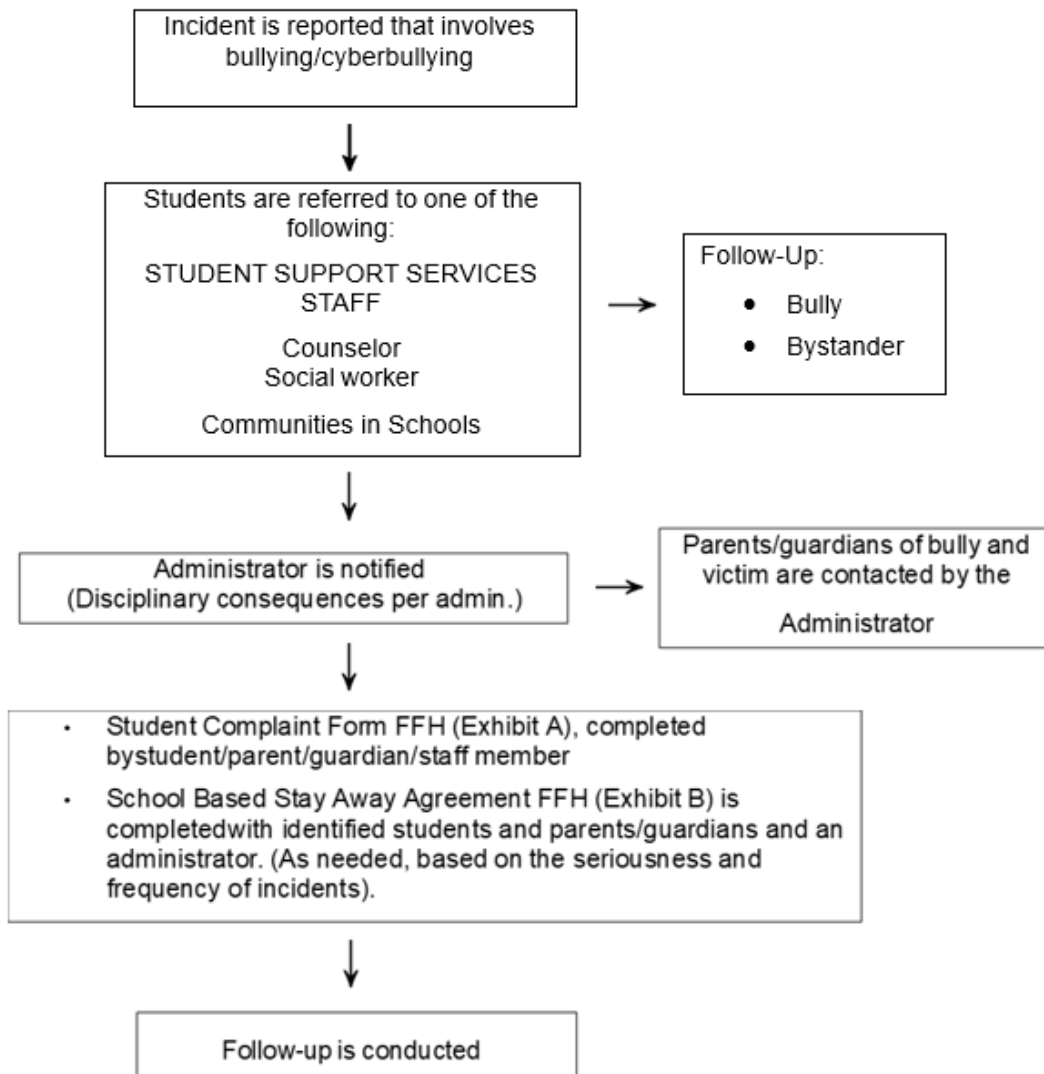 Incident is reported that involves
bullying/cyberbullying
Students are referred to one of the
following:
STUDENT SUPPORT SERVICES
STAFF
Counselor
Social worker
Communities in Schools
Follow-Up:
• Bully
• Bystander
Administrator is notified
(Disciplinary consequences per admin.)
Parents/guardians of bully and
victim are contacted by the
Administrator
• Student Complaint Form FFH (Exhibit A), completed
bystudent/parent/guardian/staff member
• School Based Stay Away Agreement FFH (Exhibit B) is
completedwith identified students and parents/guardians and an
administrator. (As needed, based on the seriousness and
frequency of incidents).
Follow-up is conducted